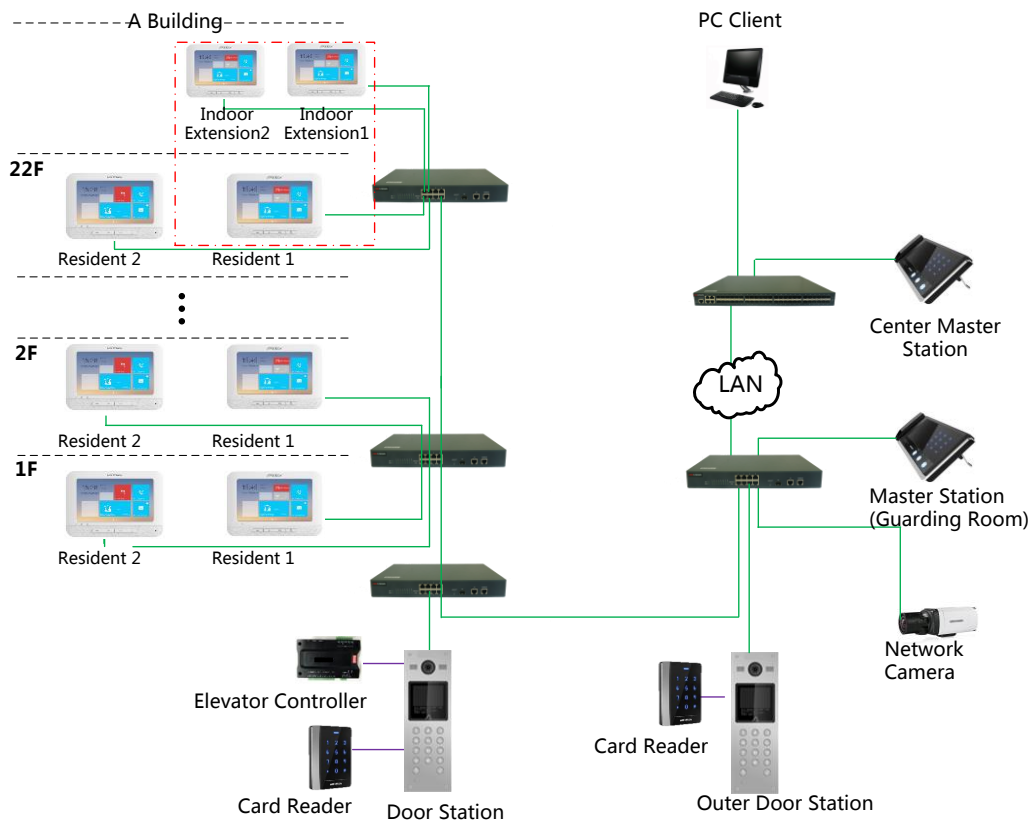 A Building
PC Client
Indoor
Extension2
Indoor
Extension1
22F
Resident 2
Resident 1
Center Master
Station
2F
LAN
Resident 2
Resident 1
1F
Master Station
(Guarding Room)
Resident 2
Resident 1
Network
Camera
Elevator Controller
Card Reader
Card Reader
Door Station
Outer Door Station